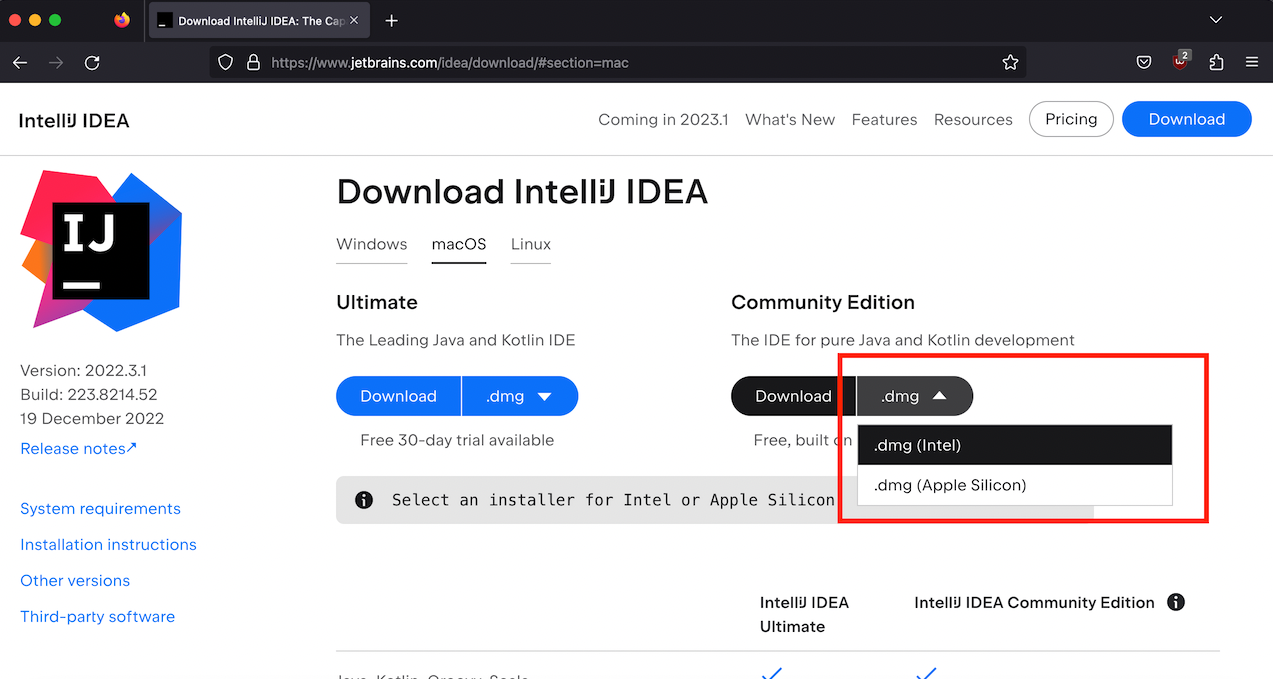 Download IntelliJ IDEA: The Cap
https://www.jetbrains.com/idea/download/#section=mac
2
IntelliJ IDEA
Coming in 2023.1 What's New Features Resources Pricing Download
IJ
Download IntelliJ IDEA
Windows macOS Linux
Ultimate
The Leading Java and Kotlin IDE
Download .dmg
Free 30-day trial available
Community Edition
The IDE for pure Java and Kotlin development
Download .dmg
Free, built on
.dmg (Intel)
.dmg (Apple Silicon)
Select an installer for Intel or Apple Silicon
Version: 2022.3.1
Build: 223.8214.52
19 December 2022
Release notes↗
System requirements
Installation instructions
Other versions
Third-party software
IntelliJ IDEA
Ultimate
IntelliJ IDEA Community Edition
Java, Kotlin, Groovy, Scala